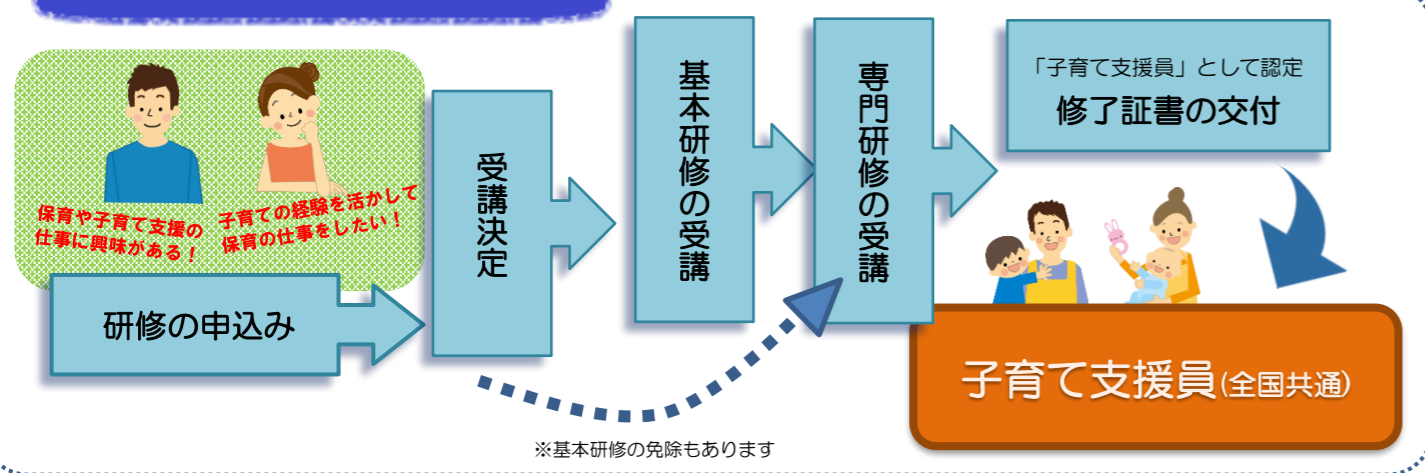 保育や子育て支援の
仕事に興味がある！
子育ての経験を活かして
保育の仕事をしたい！
研修の申込み
受講決定
基本研修の受講
専門研修の受講
「子育て支援員」として認定
修了証書の交付
子育て支援員(全国共通)
※基本研修の免除もあります